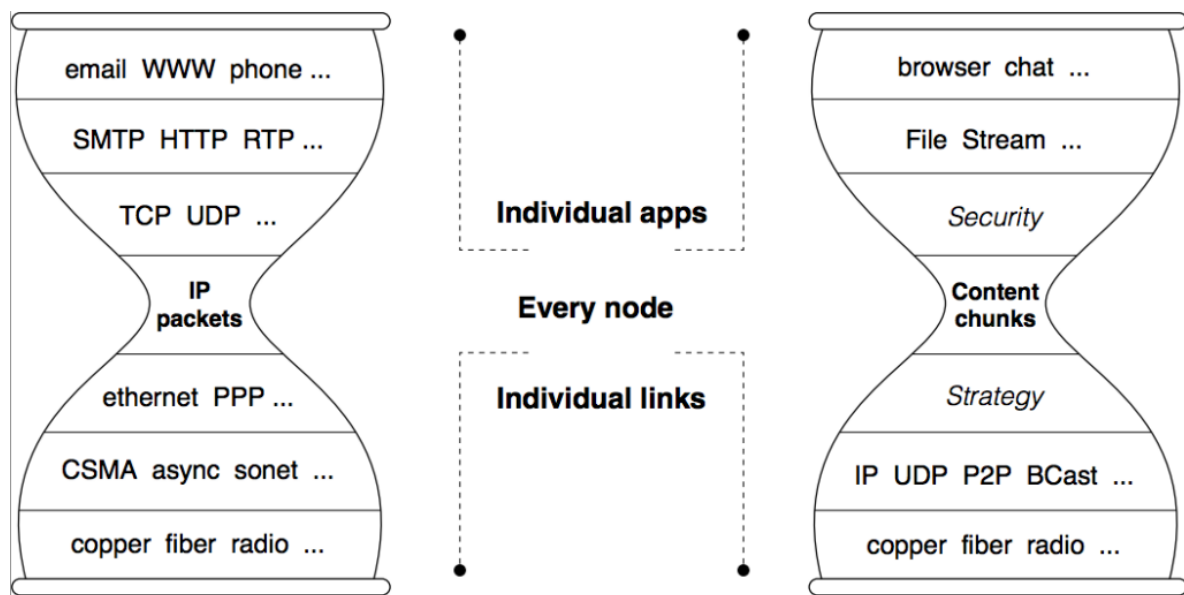 email WWW phone ...
SMTP HTTP RTP ...
TCP UDP ...
IP
packets
ethernet PPP ...
CSMA async sonet ...
copper fiber radio ...
Individual apps
Every node
Individual links
browser chat ...
File Stream ...
Security
Content
chunks
Strategy
IP UDP P2P BCast ...
copper fiber radio ...